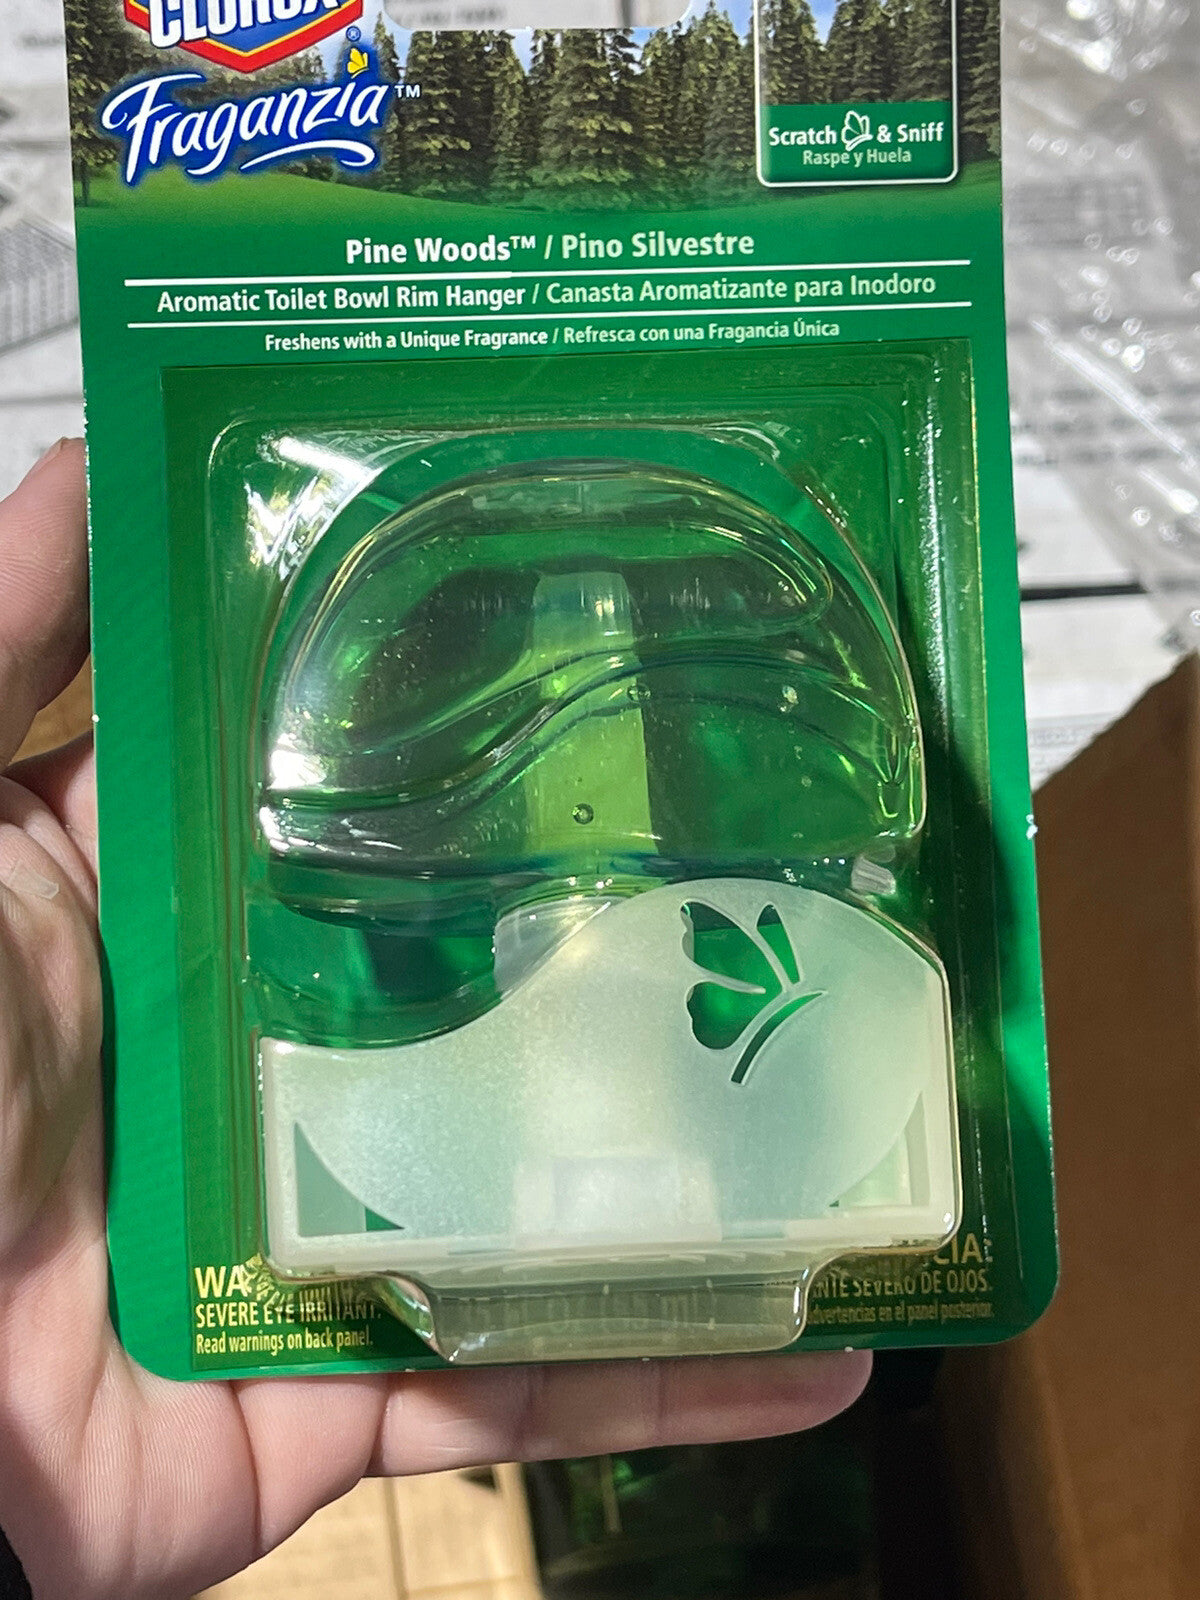 CLOROX®
Fraganzia™
Scratch & Sniff
Raspe y Huela
Pine Woods™ / Pino Silvestre
Aromatic Toilet Bowl Rim Hanger / Canasta Aromatizante para Inodoro
Freshens with a Unique Fragrance / Refresca con una Fragancia Única
SEVERE EYE IRRITANT.
Read warnings on back panel.
SEVERO DE OJOS.
advertencias en el panel posterior.